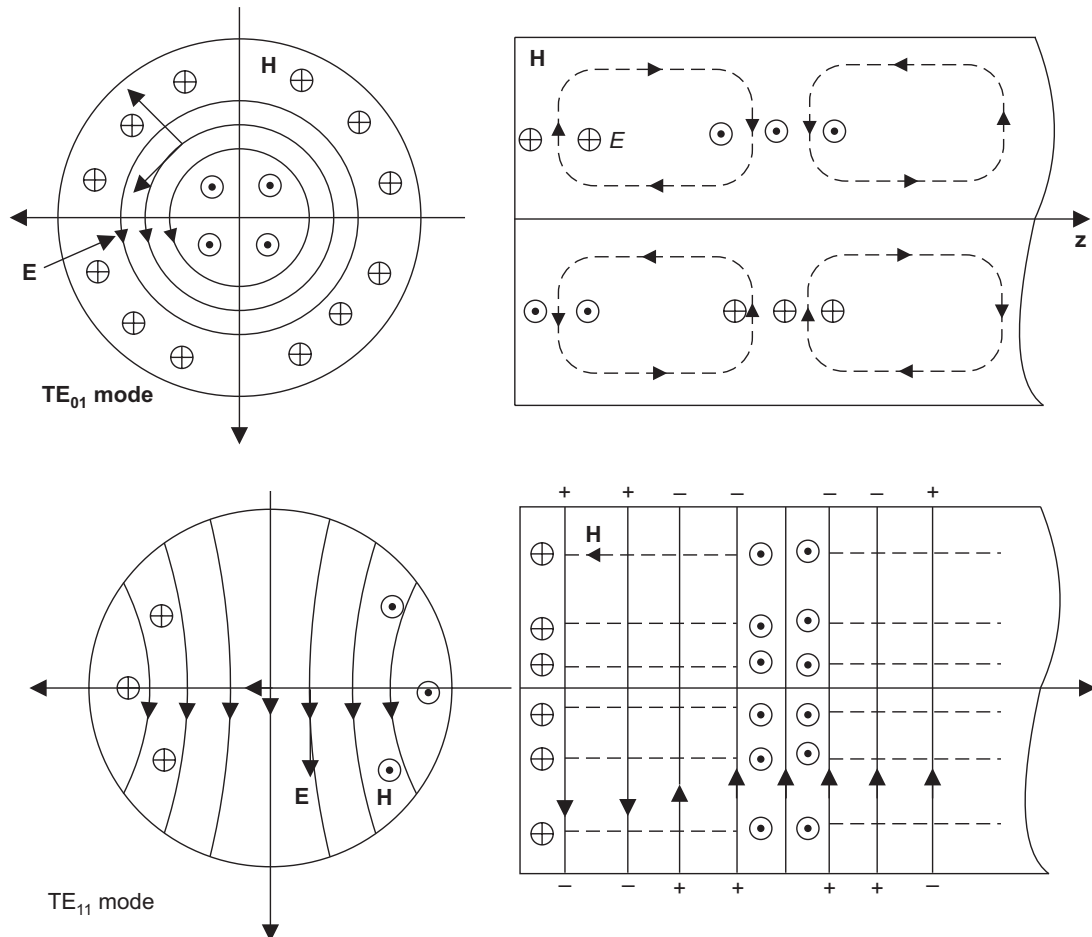 H
E
TE₀₁ mode
H
E
z
E
H
TE₁₁ mode
+ + – – – – +
H
– – + + + + –